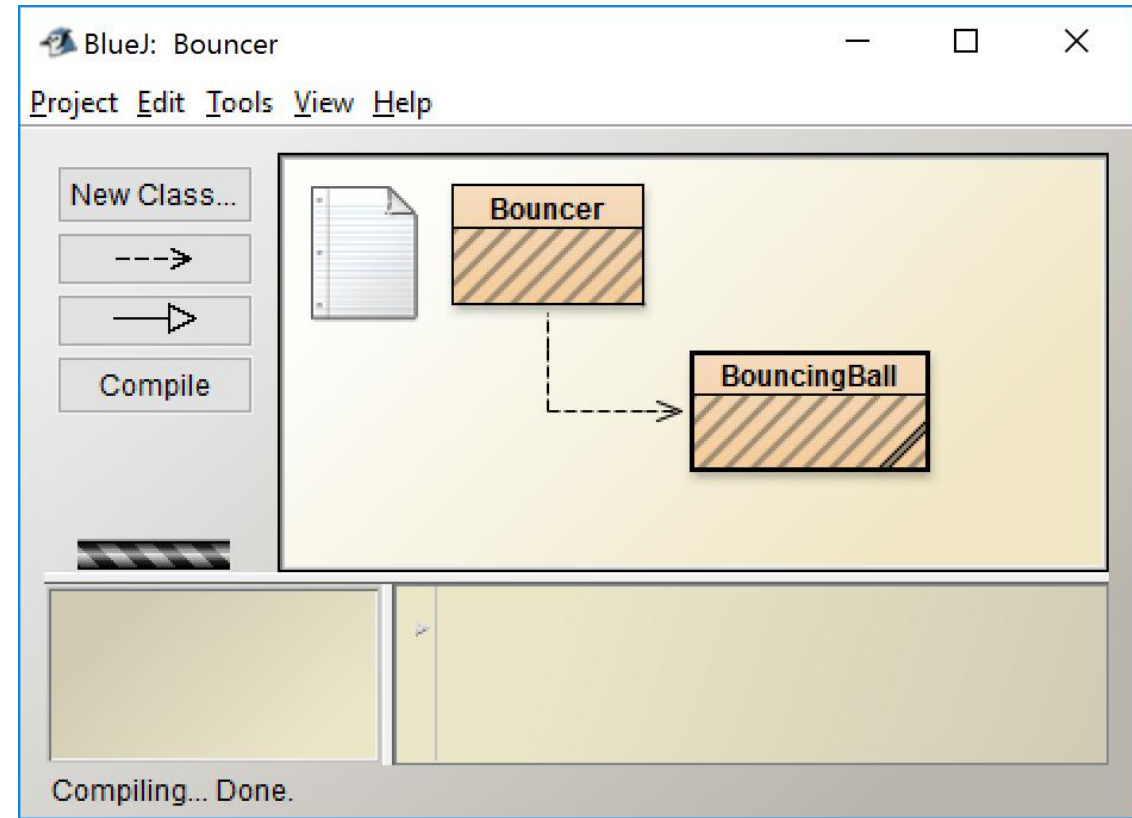 BlueJ: Bouncer
Project Edit Tools View Help
New Class...
Compile
Bouncer
BouncingBall
Compiling... Done.